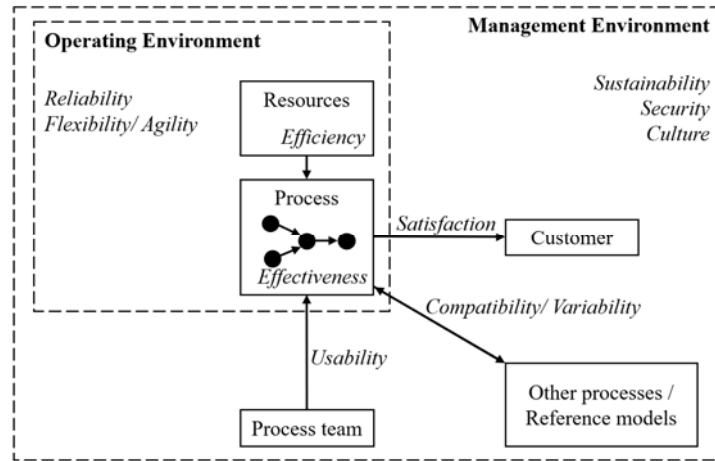 Operating Environment
Management Environment
Reliability
Flexibility/ Agility
Resources
Efficiency
Sustainability
Security
Culture
Process
Effectiveness
Satisfaction
Customer
Compatibility/ Variability
Usability
Process team
Other processes /
Reference models